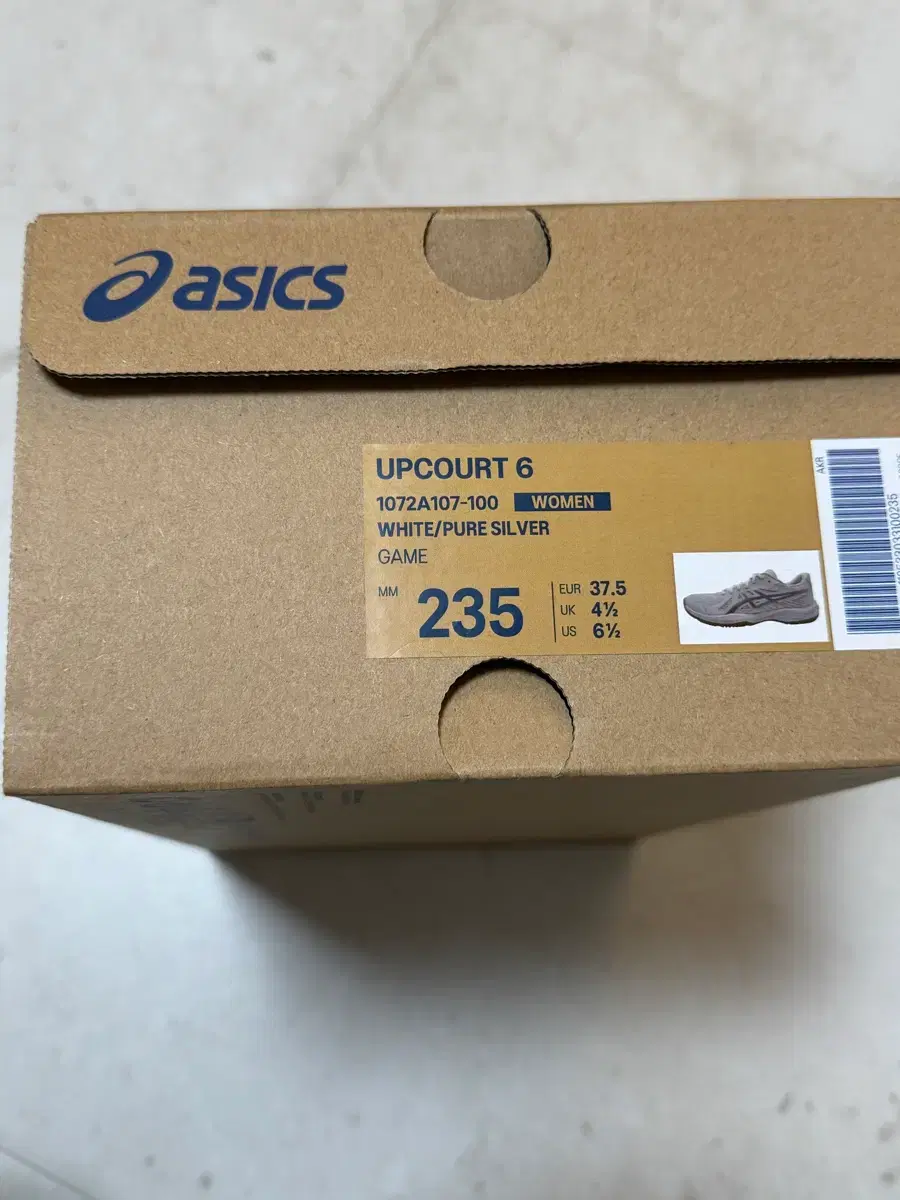 asics
UPCOURT 6
1072A107-100 WOMEN
WHITE/PURE SILVER
GAME
MM 235
EUR 37.5
UK 4½
US 6½
AKR